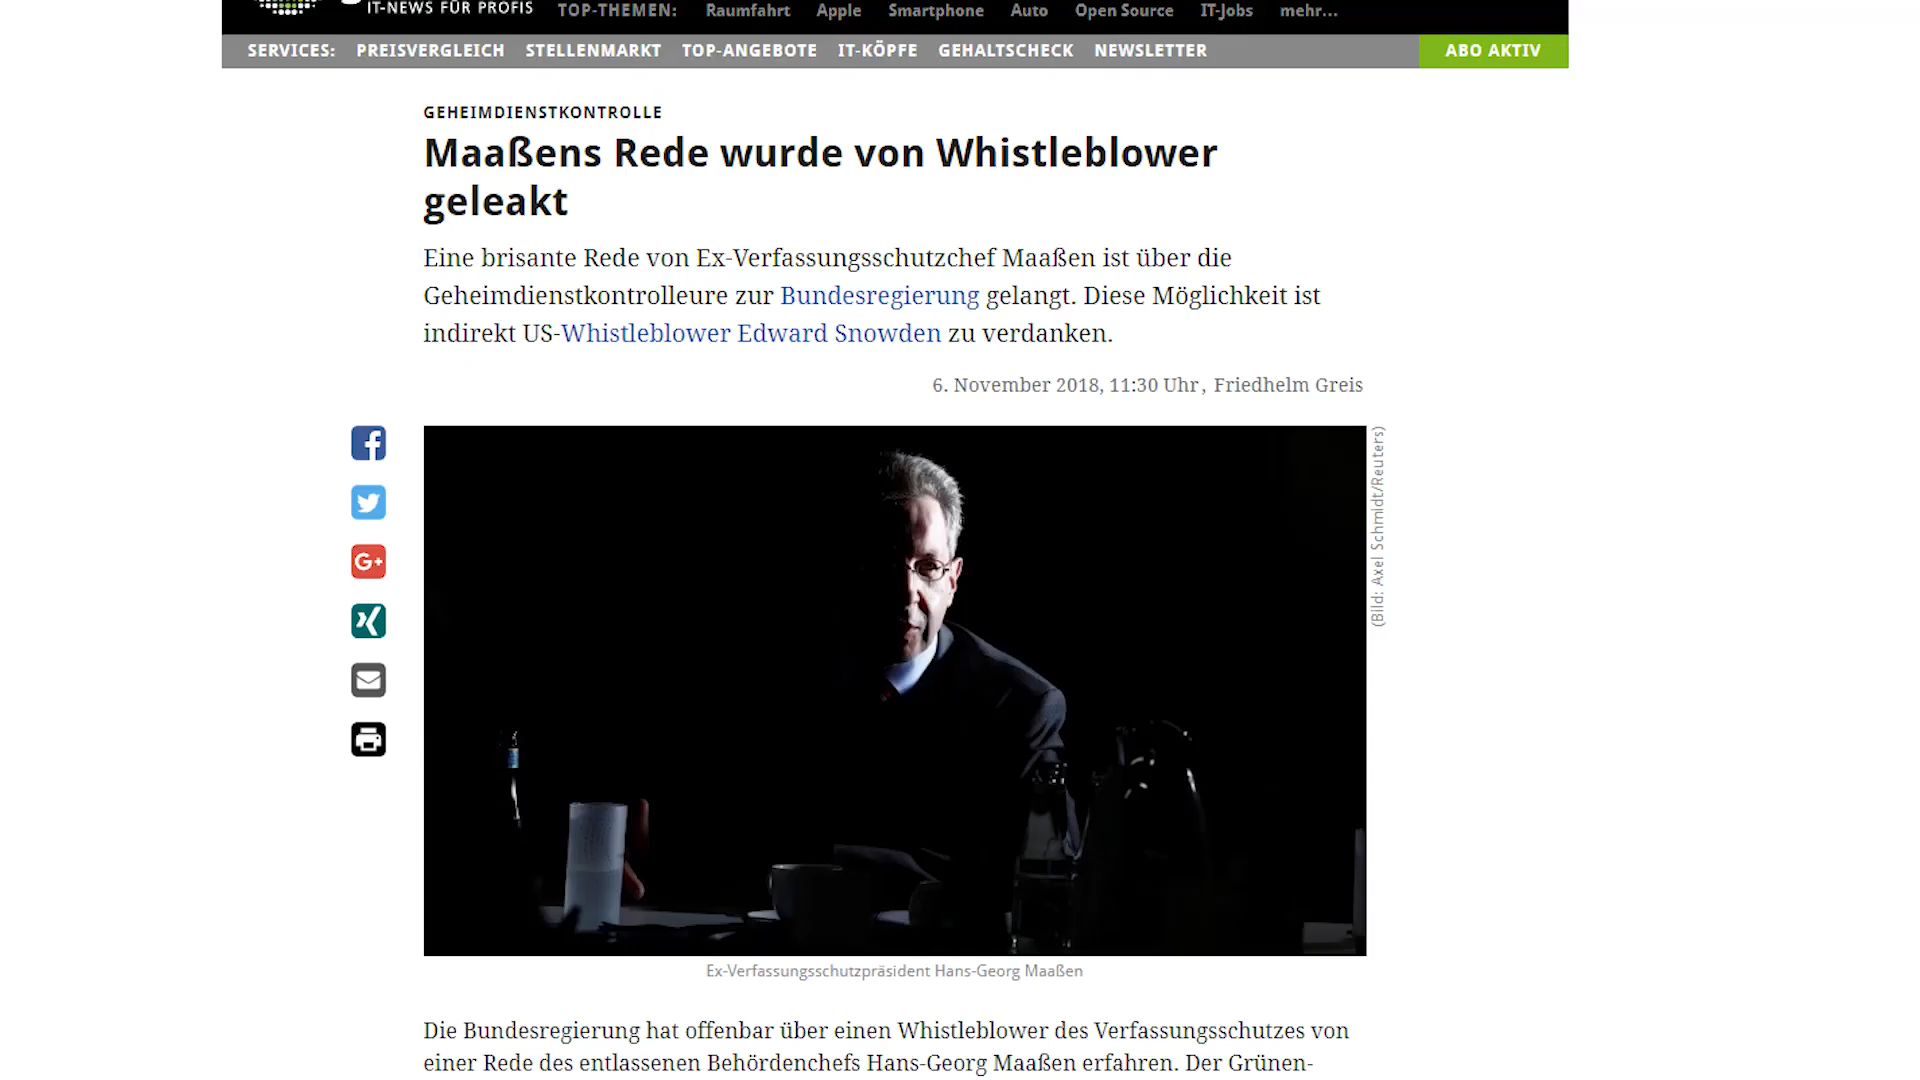 IT-NEWS FÜR PROFIS
TOP-THEMEN: Raumfahrt Apple Smartphone Auto Open Source IT-Jobs mehr...
SERVICES: PREISVERGLEICH STELLENMARKT TOP-ANGEBOTE IT-KÖPFE GEHALTSCHECK NEWSLETTER ABO AKTIV
GEHEIMDIENSTKONTROLLE
Maaßens Rede wurde von Whistleblower
geleakt
Eine brisante Rede von Ex-Verfassungsschutzchef Maaßen ist über die
Geheimdienstkontrolleure zur Bundesregierung gelangt. Diese Möglichkeit ist
indirekt US-Whistleblower Edward Snowden zu verdanken.
6. November 2018, 11:30 Uhr, Friedhelm Greis
G+
(Bild: Axel Schmidt/Reuters)
Ex-Verfassungsschutzpräsident Hans-Georg Maaßen
Die Bundesregierung hat offenbar über einen Whistleblower des Verfassungsschutzes von
einer Rede des entlassenen Behördenchefs Hans-Georg Maaßen erfahren. Der Grünen-